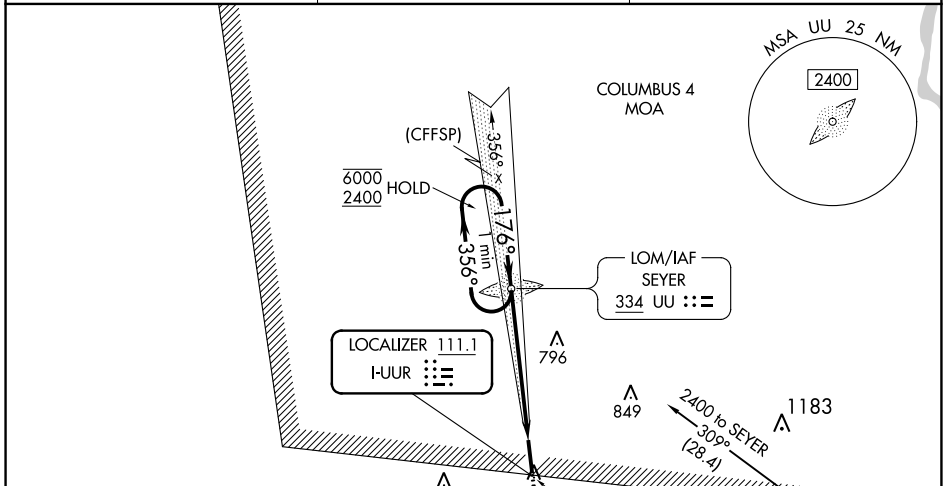 MSA UU 25 NM
2400
COLUMBUS 4
MOA
(CFFSP)
356°
x
6000
2400
HOLD
176°
1 min
356°
LOM/IAF
SEYER
334 UU
LOCALIZER 111.1
I-UUR
796
849
2400 to SEYER
309°
(28.4)
1183